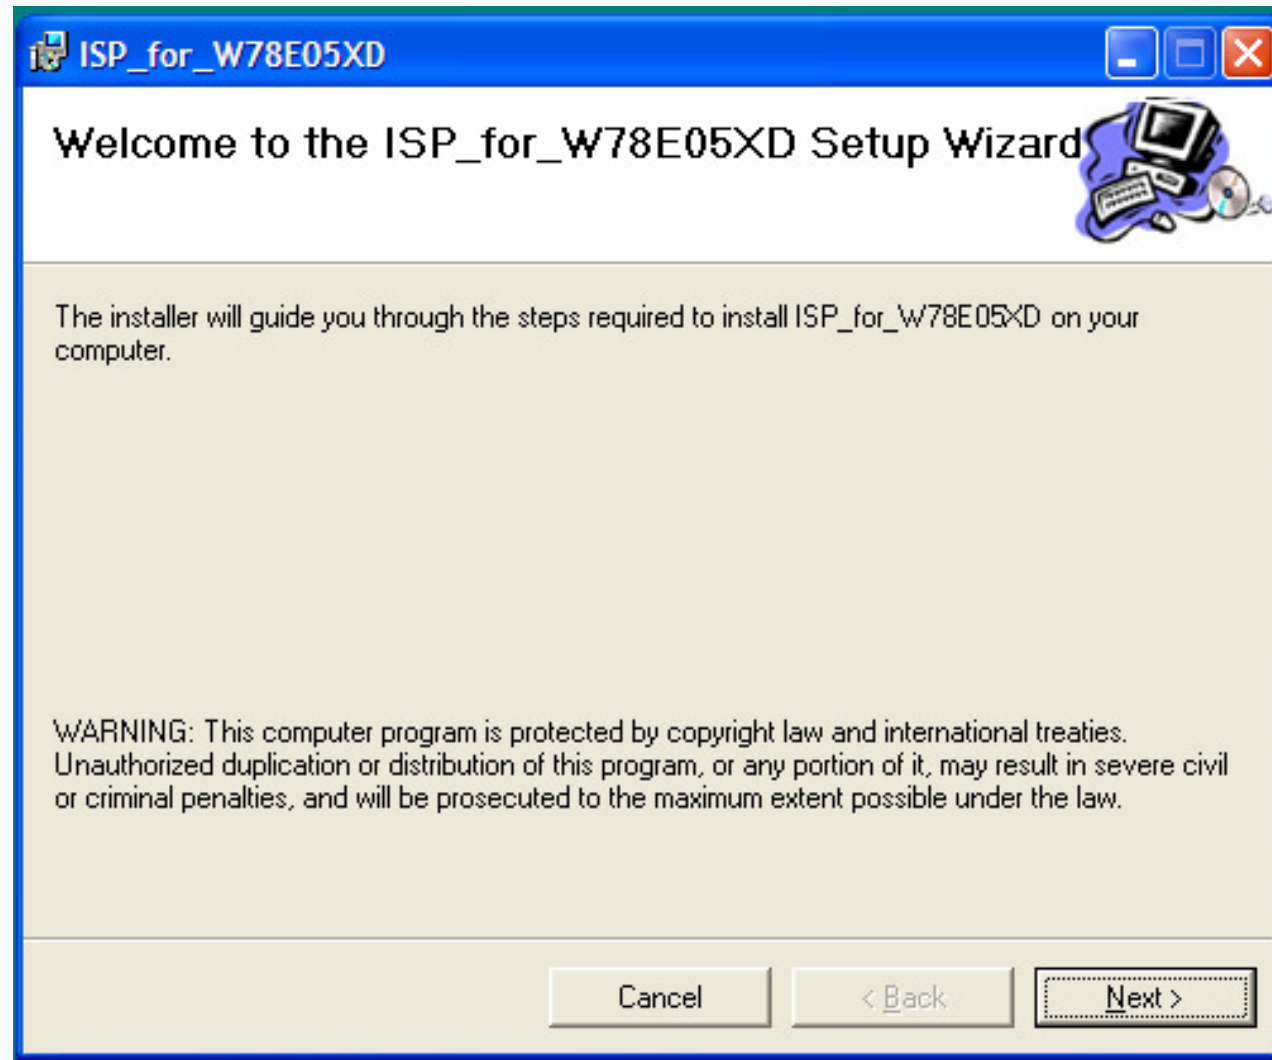 ISP_for_W78E05XD
Welcome to the ISP_for_W78E05XD Setup Wizard
The installer will guide you through the steps required to install ISP_for_W78E05XD on your
computer.
WARNING: This computer program is protected by copyright law and international treaties.
Unauthorized duplication or distribution of this program, or any portion of it, may result in severe civil
or criminal penalties, and will be prosecuted to the maximum extent possible under the law.
Cancel
< Back
Next >